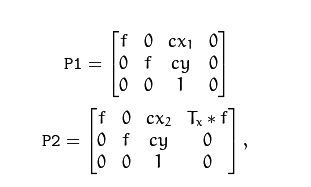 P1 = [f 0 cx₁ 0
0 f cy 0
0 0 1 0]
P2 = [f 0 cx₂ Tₓ * f
0 f cy 0
0 0 1 0],